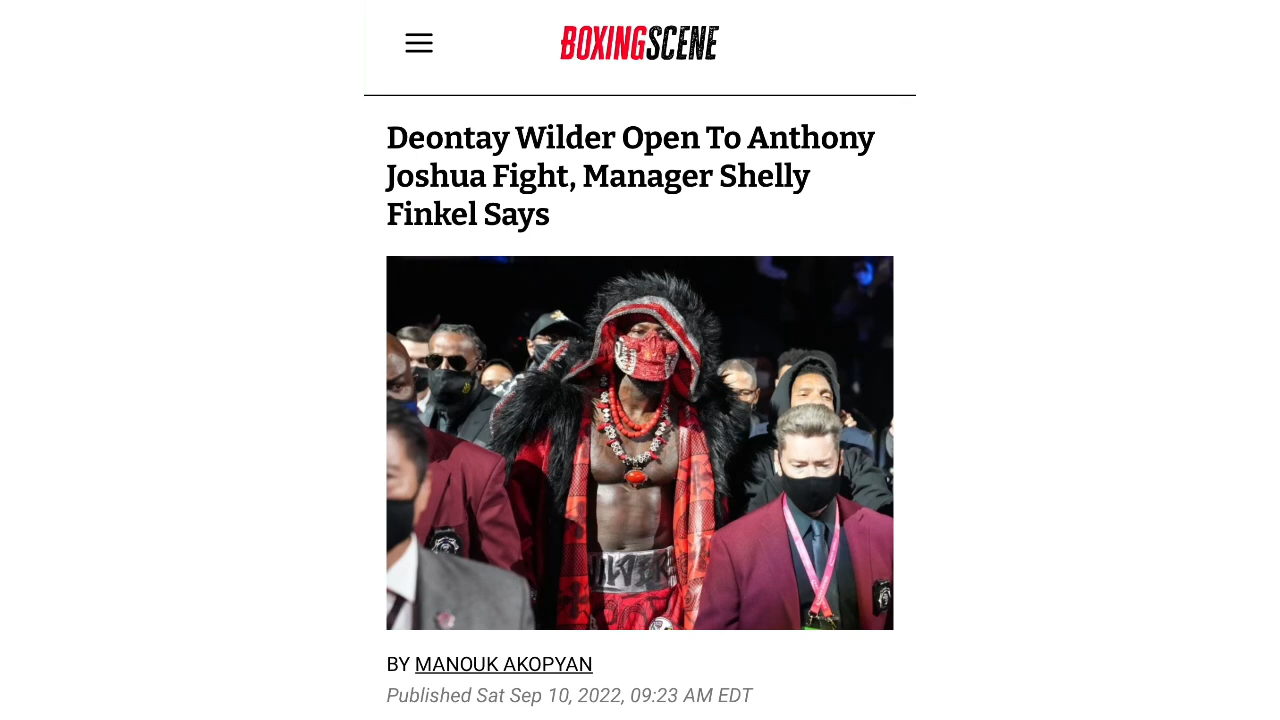 BOXINGSCENE
Deontay Wilder Open To Anthony
Joshua Fight, Manager Shelly
Finkel Says
WILDER
BY MANOUK AKOPYAN
Published Sat Sep 10, 2022, 09:23 AM EDT